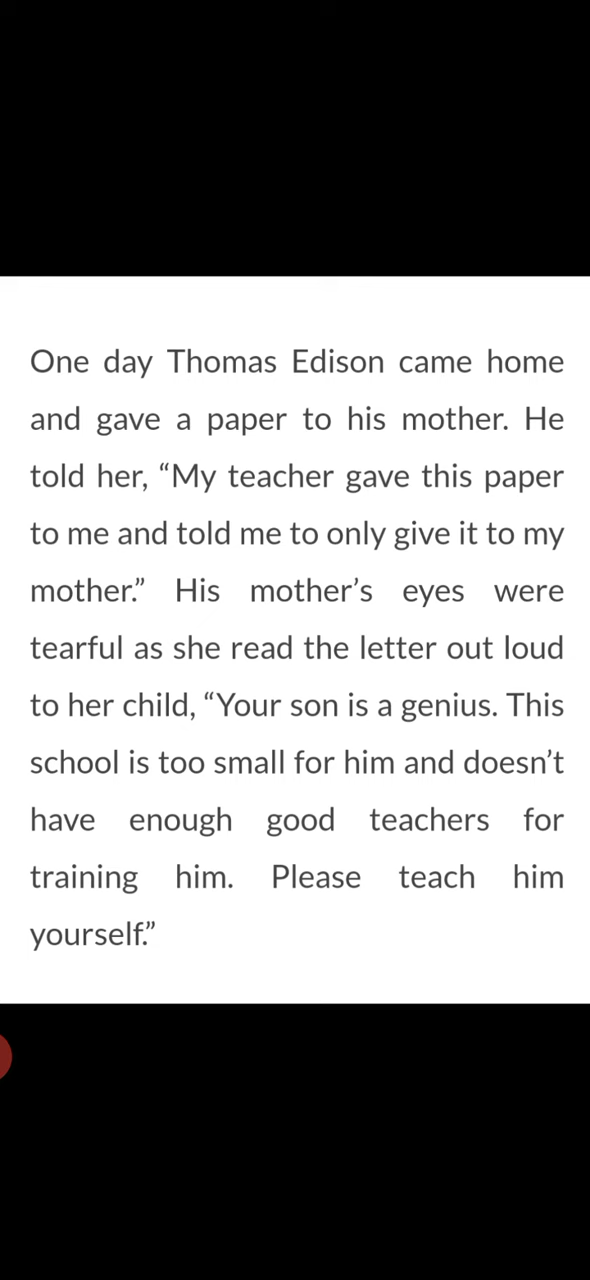 One day Thomas Edison came home
and gave a paper to his mother. He
told her, “My teacher gave this paper
to me and told me to only give it to my
mother.” His mother’s eyes were
tearful as she read the letter out loud
to her child, “Your son is a genius. This
school is too small for him and doesn’t
have enough good teachers for
training him. Please teach him
yourself.”